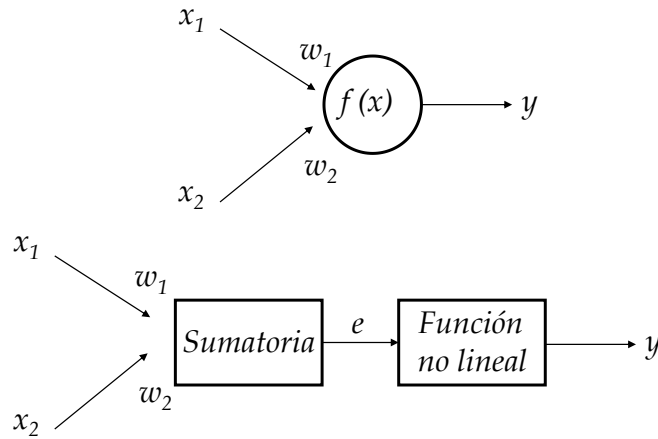 x₁
w₁
f (x)
y
w₂
x₂
x₁
w₁
Sumatoria
e
Función
no lineal
y
w₂
x₂